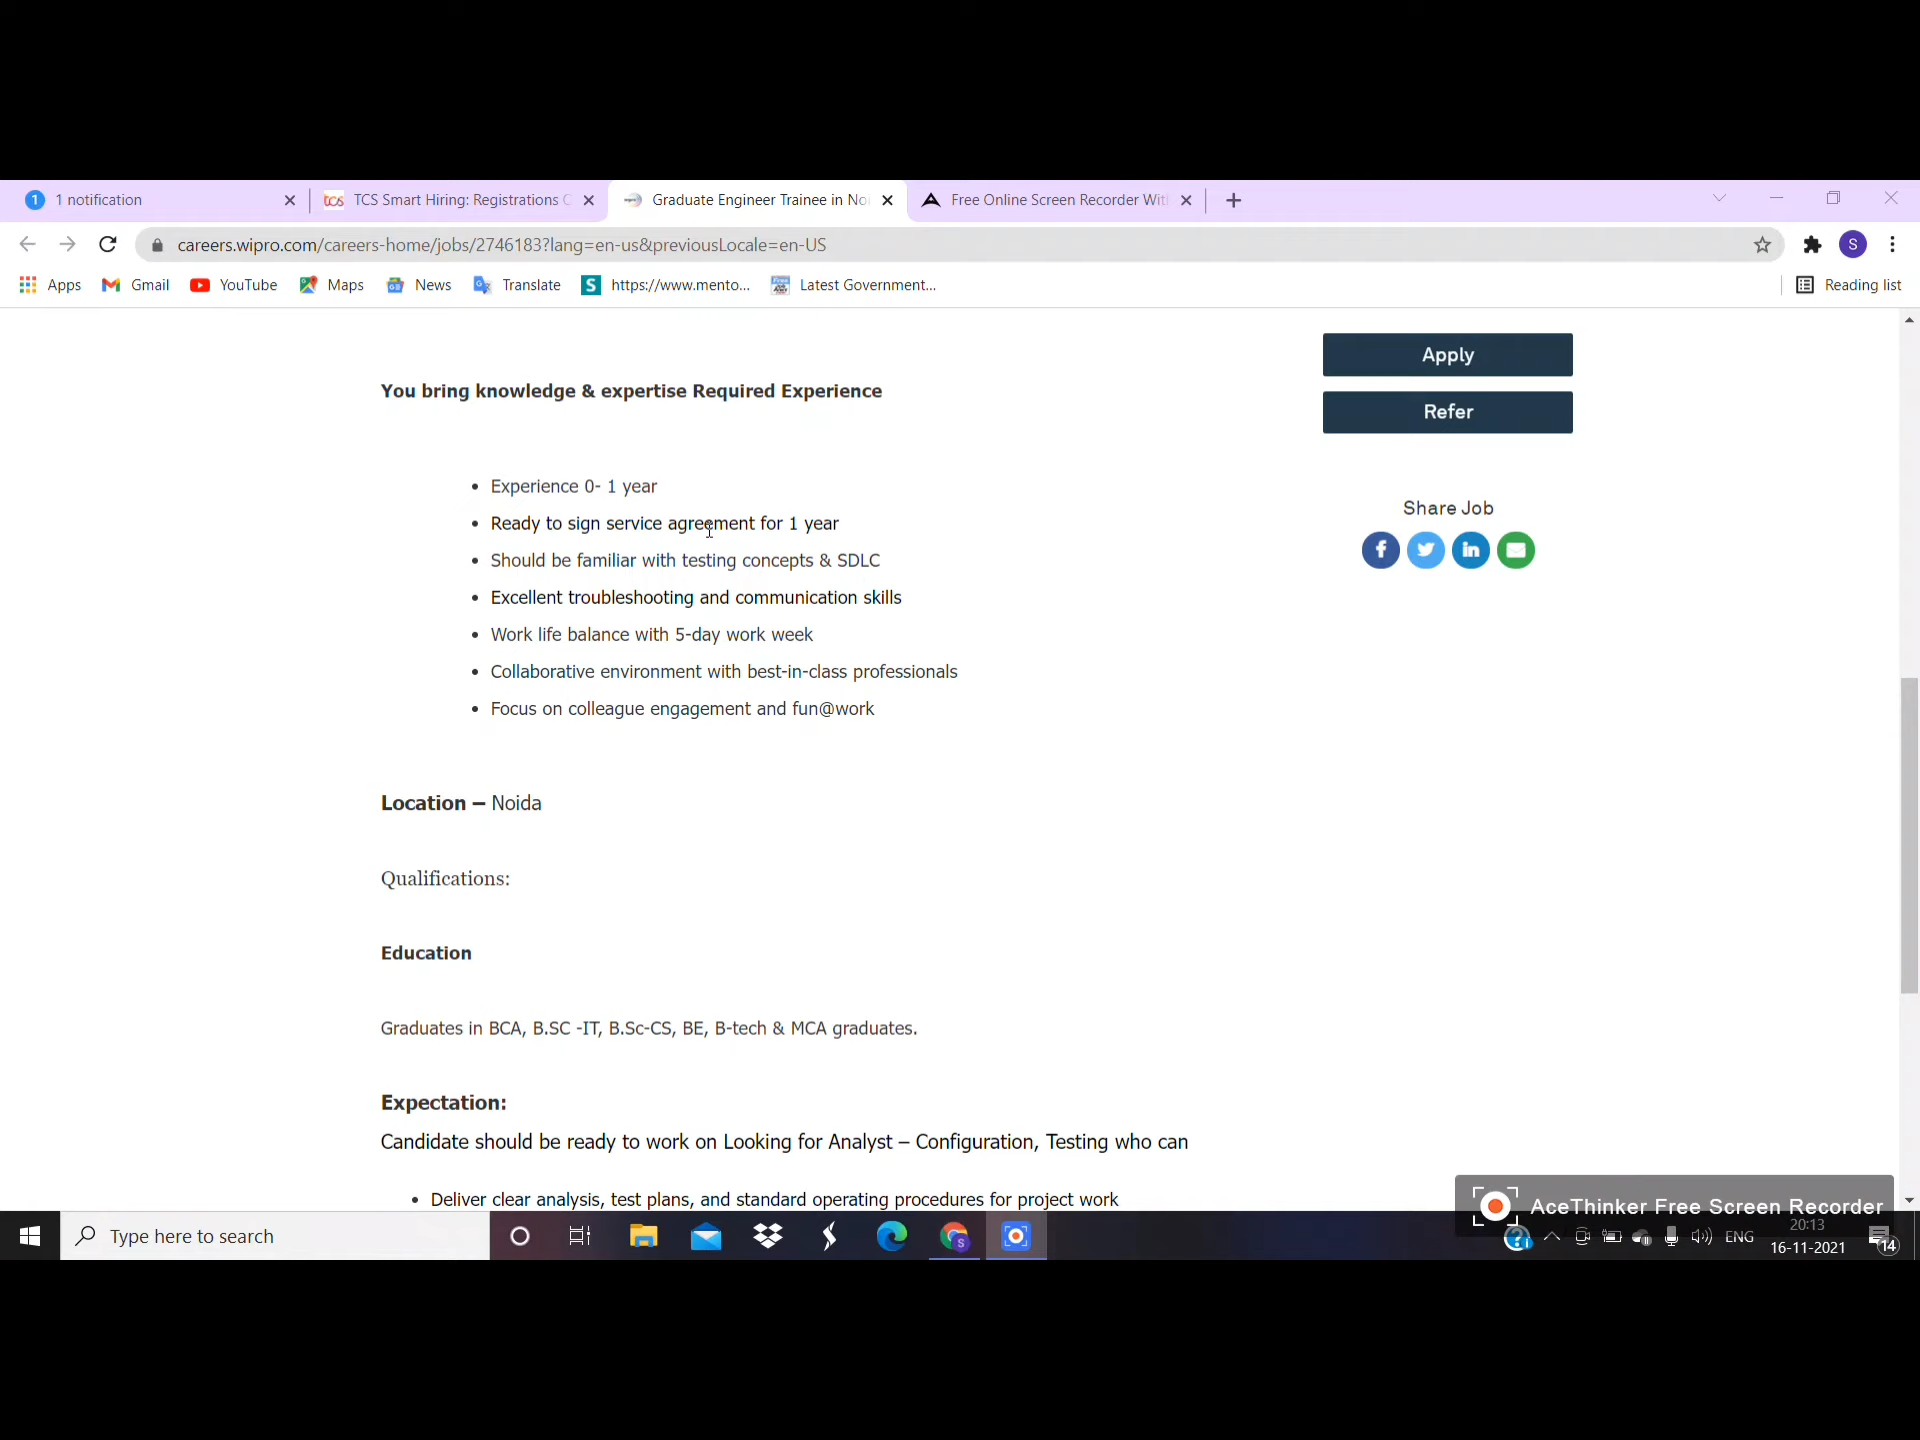 1 notification
TCS Smart Hiring: Registrations
Graduate Engineer Trainee in
Free Online Screen Recorder
careers.wipro.com/careers-home/jobs/2746183?lang=en-us&previousLocale=en-US
S
Apps
Gmail
YouTube
Maps
News
Translate
https://www.mento...
Latest Government...
Reading list
Apply
You bring knowledge & expertise Required Experience
Refer
Experience 0- 1 year
Share Job
Ready to sign service agreement for 1 year
Should be familiar with testing concepts & SDLC
Excellent troubleshooting and communication skills
Work life balance with 5-day work week
Collaborative environment with best-in-class professionals
Focus on colleague engagement and fun@work
Location – Noida
Qualifications:
Education
Graduates in BCA, B.SC -IT, B.Sc-CS, BE, B-tech & MCA graduates.
Expectation:
Candidate should be ready to work on Looking for Analyst – Configuration, Testing who can
Deliver clear analysis, test plans, and standard operating procedures for project work
AceThinker Free Screen Recorder
Type here to search
ENG
20:13
16-11-2021
14